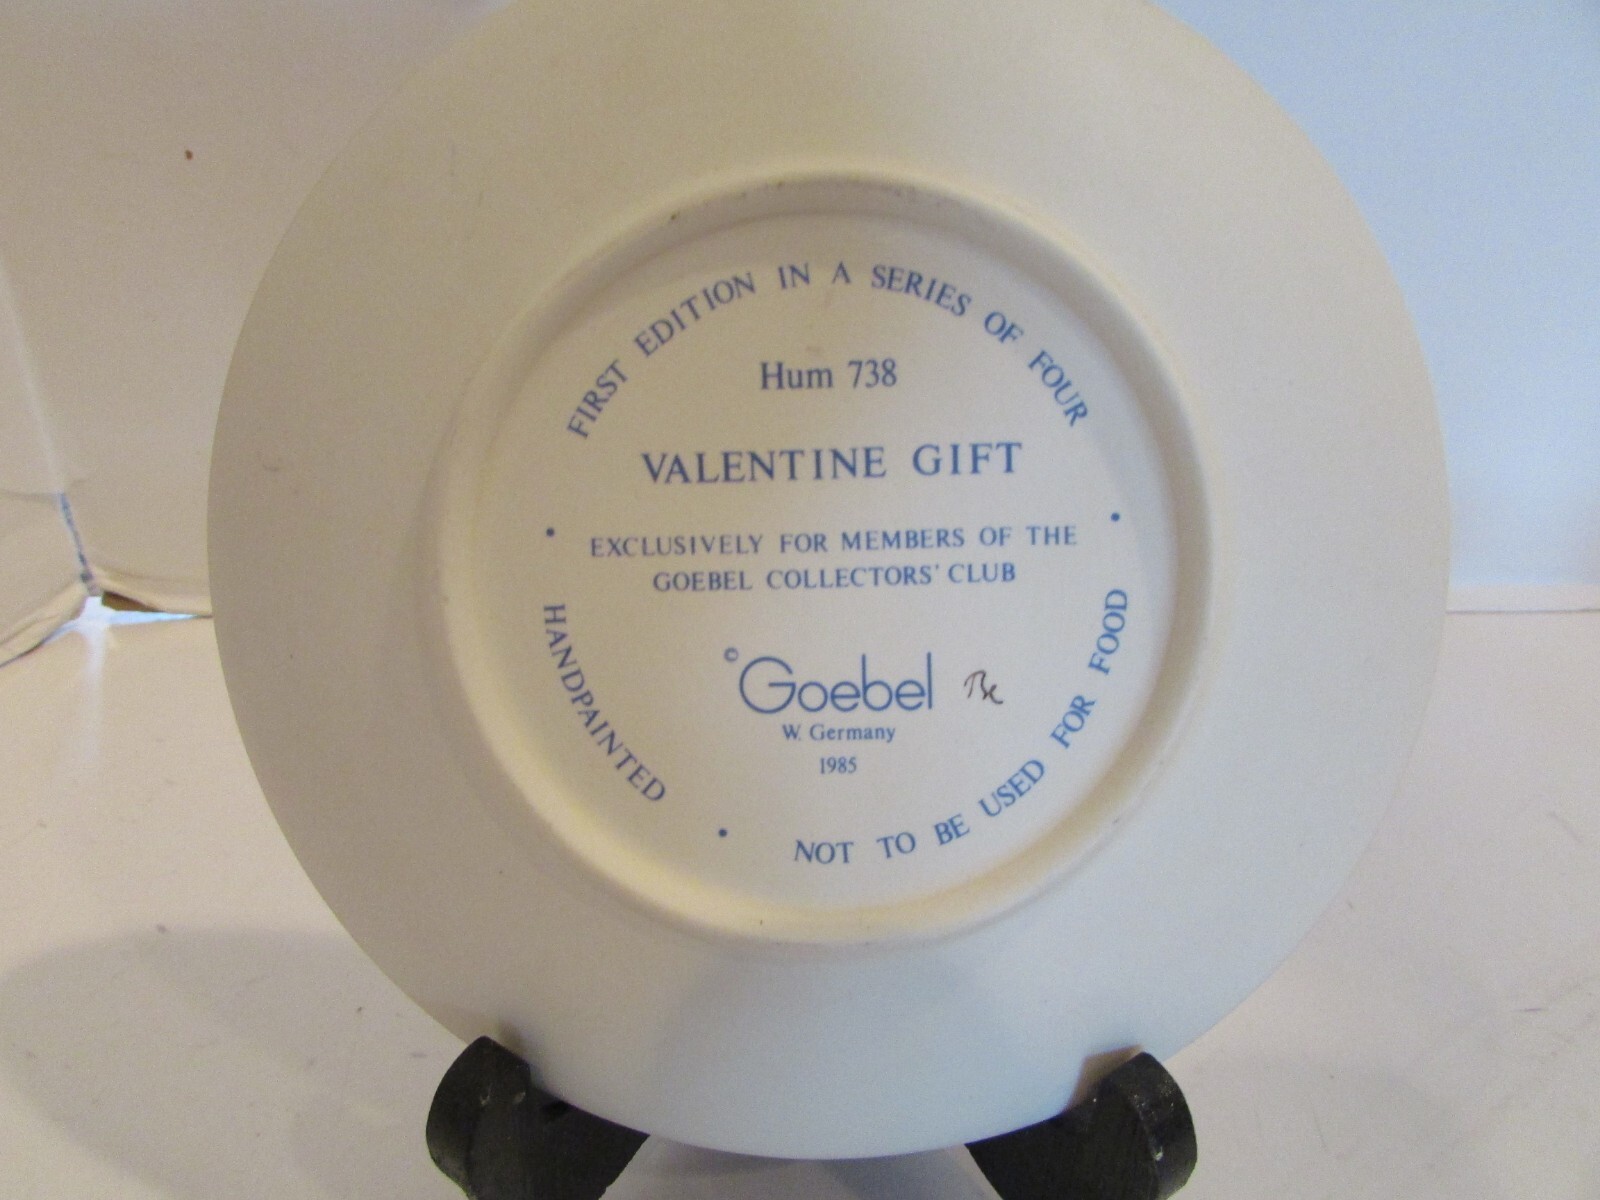 FIRST EDITION IN A SERIES OF FOUR
Hum 738
VALENTINE GIFT
EXCLUSIVELY FOR MEMBERS OF THE
GOEBEL COLLECTORS' CLUB
© Goebel
W. Germany
1985
HANDPAINTED
NOT TO BE USED FOR FOOD